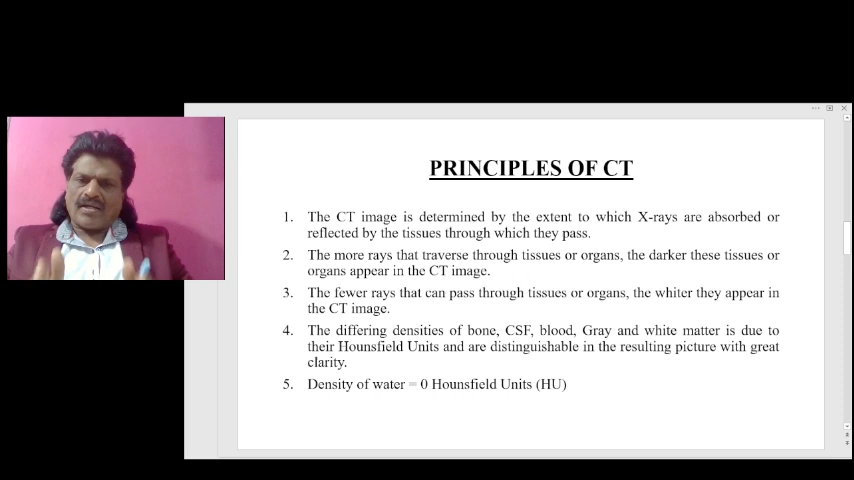 PRINCIPLES OF CT
1. The CT image is determined by the extent to which X-rays are absorbed or
reflected by the tissues through which they pass.
2. The more rays that traverse through tissues or organs, the darker these tissues or
organs appear in the CT image.
3. The fewer rays that can pass through tissues or organs, the whiter they appear in
the CT image.
4. The differing densities of bone, CSF, blood, Gray and white matter is due to
their Hounsfield Units and are distinguishable in the resulting picture with great
clarity.
5. Density of water = 0 Hounsfield Units (HU)